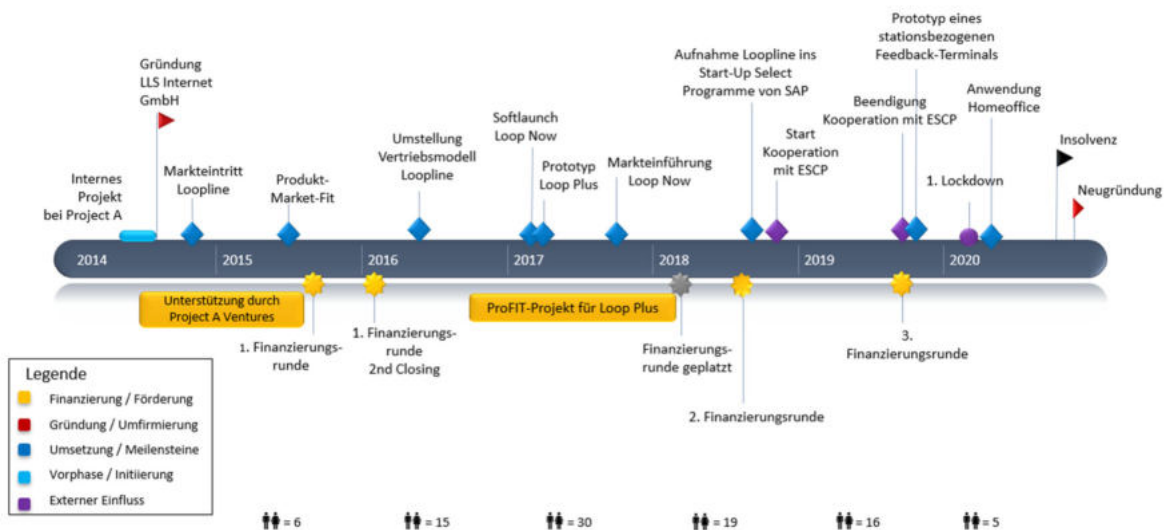 Gründung
LLS Internet
GmbH
Internes
Projekt
bei Project A
Markteintritt
Loopline
Produkt-
Market-Fit
Umstellung
Vertriebsmodell
Loopline
Softlaunch
Loop Now
Prototyp
Loop Plus
Markteinführung
Loop Now
Aufnahme Loopline ins
Start-Up Select
Programme von SAP
Start
Kooperation
mit ESCP
Beendigung
Kooperation mit ESCP
Prototyp eines
stationsbezogenen
Feedback-Terminals
1. Lockdown
Anwendung
Homeoffice
Insolvenz
Neugründung
2014
2015
2016
2017
2018
2019
2020
Unterstützung durch
Project A Ventures
1. Finanzierungs-
runde
1. Finanzierungs-
runde
2nd Closing
ProFIT-Projekt für Loop Plus
Finanzierungs-
runde geplatzt
2. Finanzierungsrunde
3.
Finanzierungsrunde
Legende
Finanzierung / Förderung
Gründung / Umfirmierung
Umsetzung / Meilensteine
Vorphase / Initiierung
Externer Einfluss
= 6
= 15
= 30
= 19
= 16
= 5